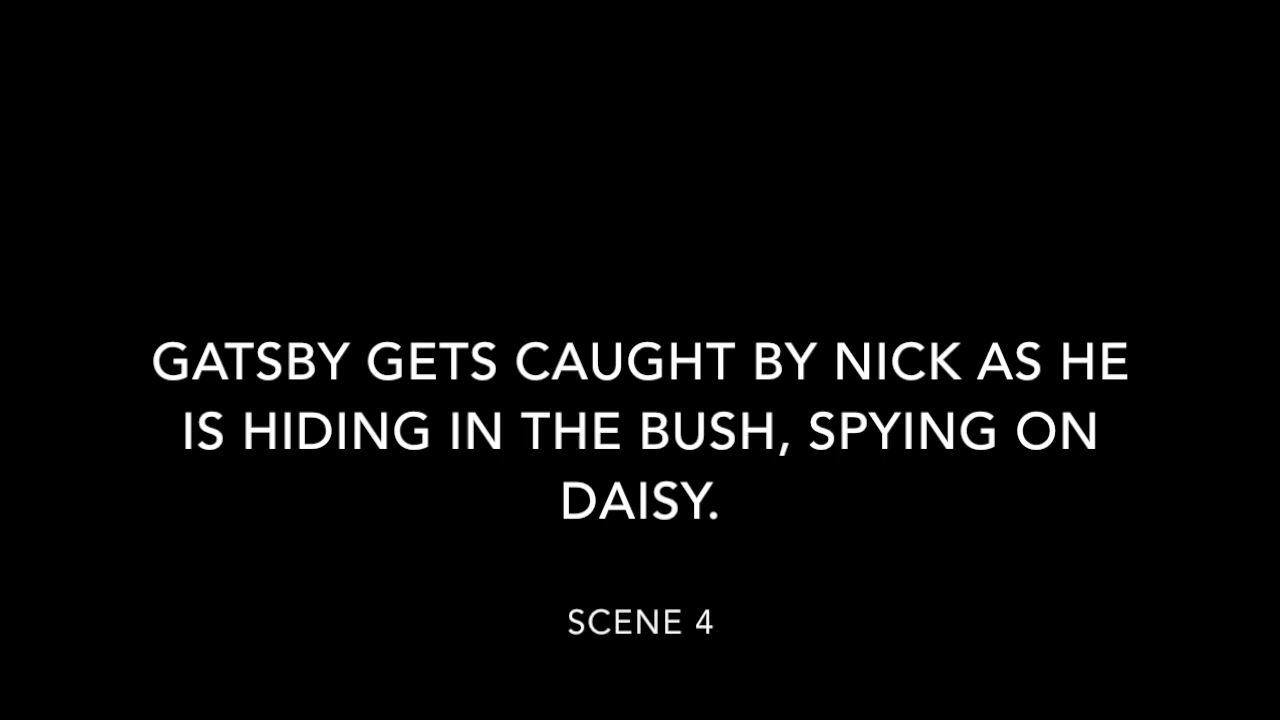 GATSBY GETS CAUGHT BY NICK AS HE
IS HIDING IN THE BUSH, SPYING ON
DAISY.
SCENE 4